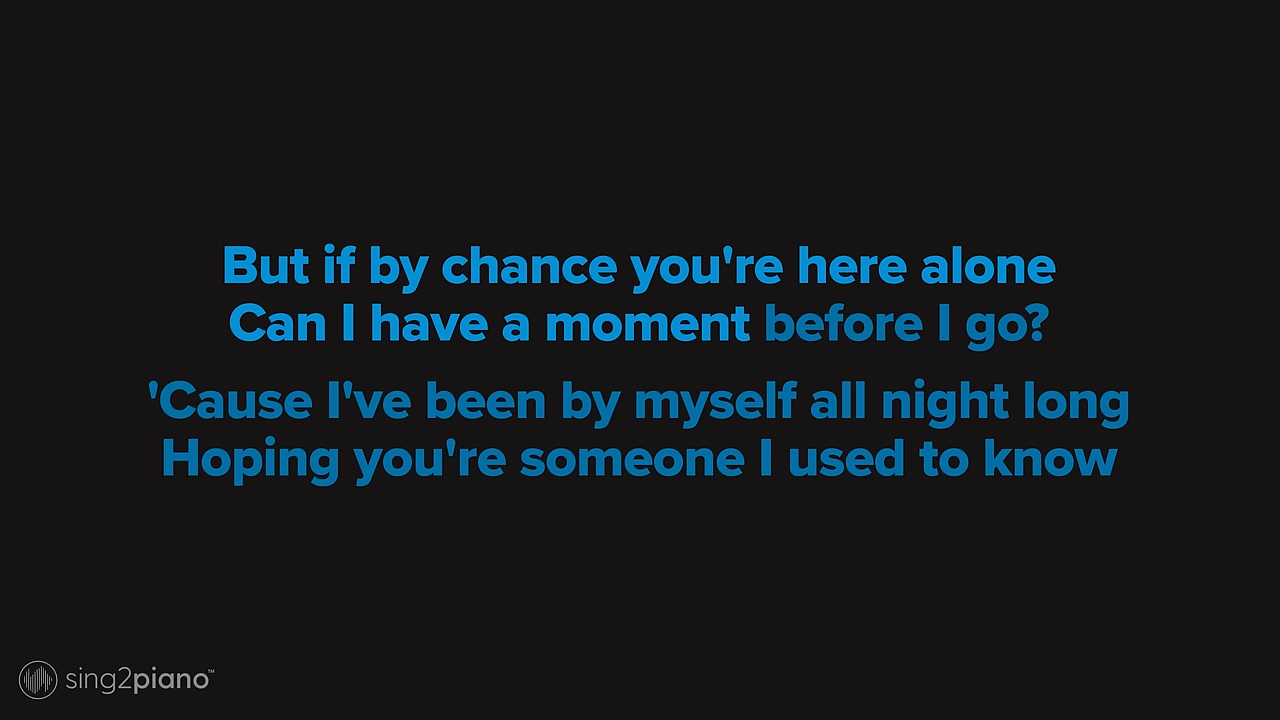 But if by chance you're here alone
Can I have a moment before I go?
'Cause I've been by myself all night long
Hoping you're someone I used to know
sing2piano™